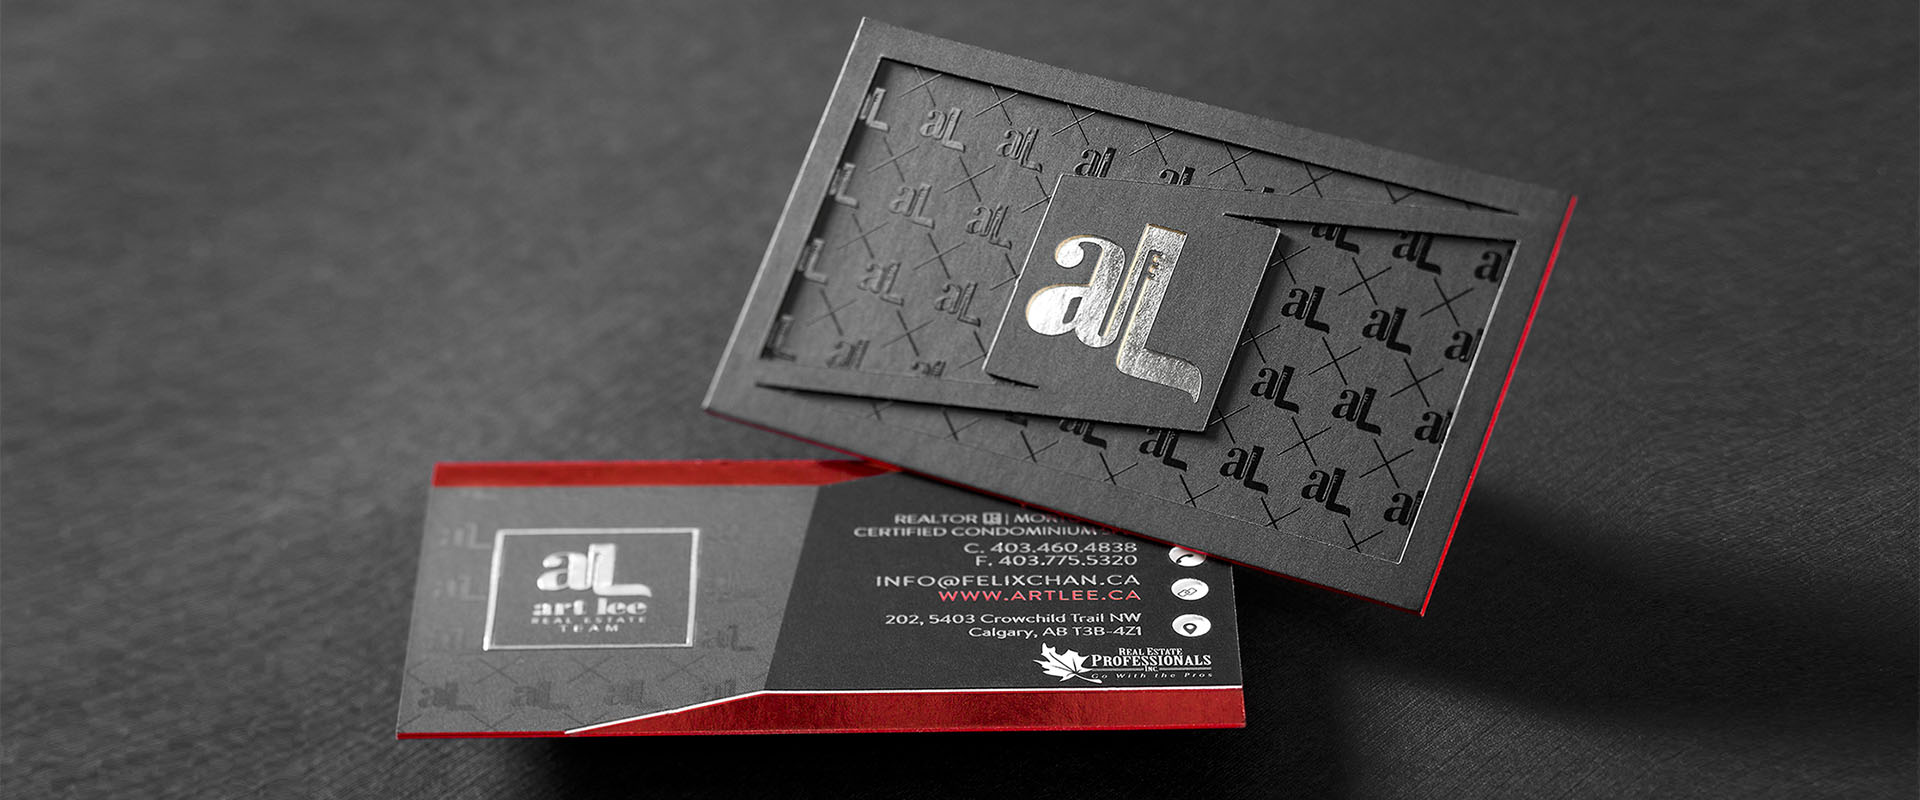 aL
aL
art lee
REAL ESTATE
TEAM
REALTOR
CERTIFIED CONDOMINIUM
C. 403.460.4838
F. 403.775.5320
INFO@FELIXCHAN.CA
WWW.ARTLEE.CA
202, 5403 Crowchild Trail NW
Calgary, AB T3B-4Z1
REAL ESTATE
PROFESSIONALS
INC.
Go With the Pros